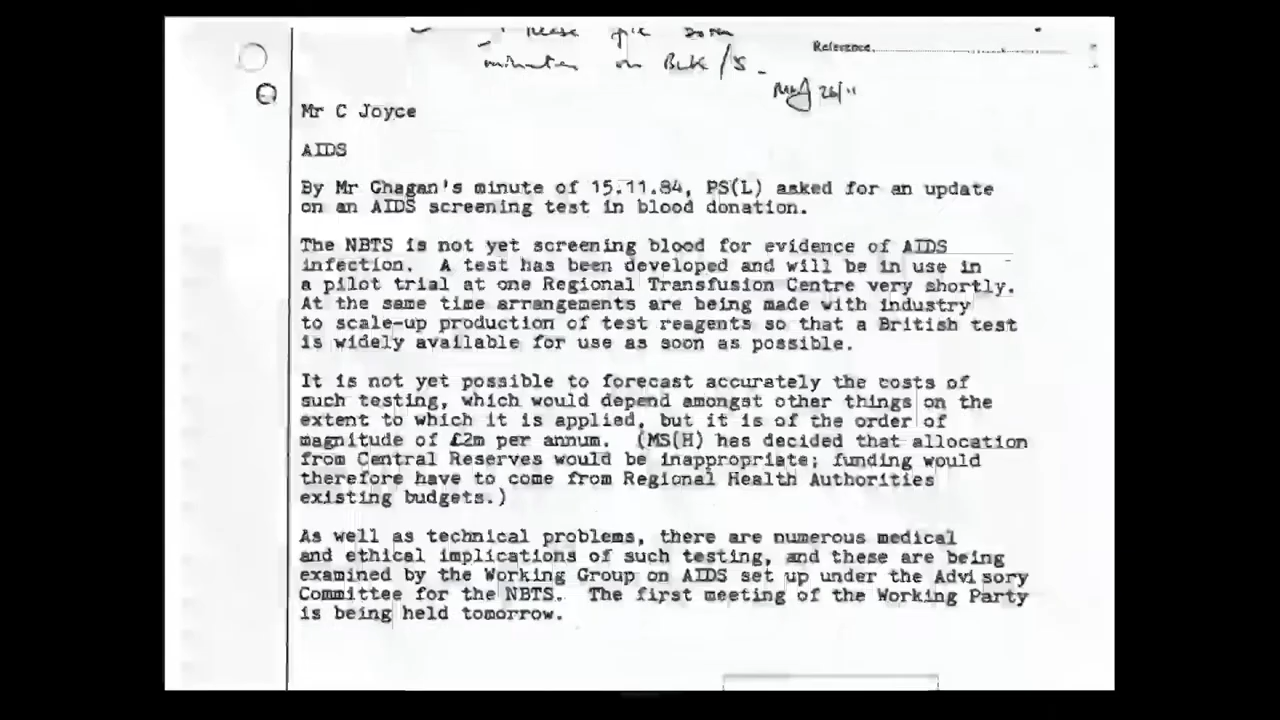 Please
minutes on
Reference
26/11
Mr C Joyce
AIDS
By Mr Ghagan's minute of 15.11.84, PS(L) asked for an update
on an AIDS screening test in blood donation.
The NBTS is not yet screening blood for evidence of AIDS
infection. A test has been developed and will be in use in
a pilot trial at one Regional Transfusion Centre very shortly.
At the same time arrangements are being made with industry
to scale-up production of test reagents so that a British test
is widely available for use as soon as possible.
It is not yet possible to forecast accurately the costs of
such testing, which would depend amongst other things on the
extent to which it is applied, but it is of the order of
magnitude of £2m per annum. (MS(H) has decided that allocation
from Central Reserves would be inappropriate; funding would
therefore have to come from Regional Health Authorities
existing budgets.)
As well as technical problems, there are numerous medical
and ethical implications of such testing, and these are being
examined by the Working Group on AIDS set up under the Advisory
Committee for the NBTS. The first meeting of the Working Party
is being held tomorrow.